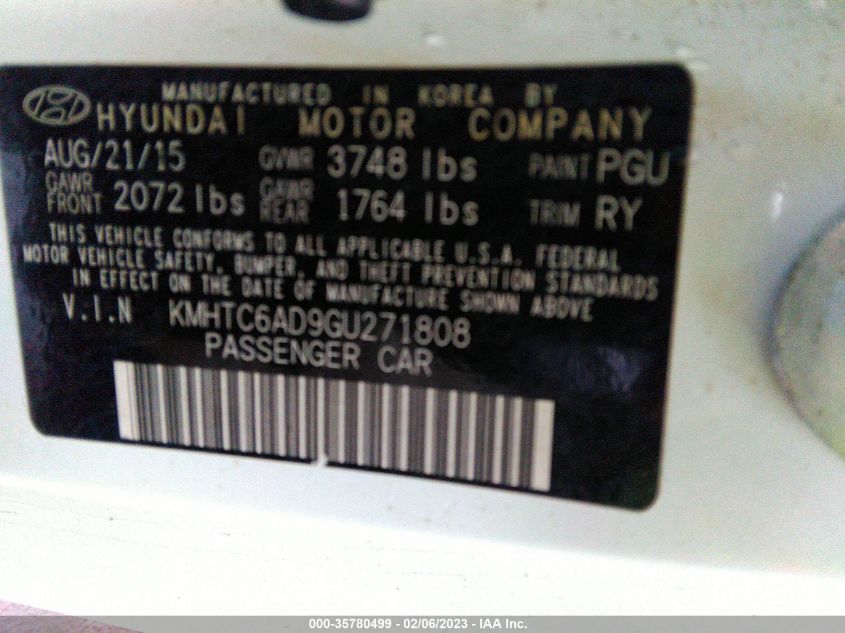 MANUFACTURED IN KOREA BY
HYUNDAI MOTOR COMPANY
AUG/21/15 GVWR 3748 lbs PAINT PGU
GAWR FRONT 2072 lbs GAWR REAR 1764 lbs TRIM RY
THIS VEHICLE CONFORMS TO ALL APPLICABLE U.S.A. FEDERAL
MOTOR VEHICLE SAFETY, BUMPER, AND THEFT PREVENTION STANDARDS
IN EFFECT ON THE DATE OF MANUFACTURE SHOWN ABOVE
V.I.N KMHTC6AD9GU271808
PASSENGER CAR
000-35780499 - 02/06/2023 - IAA Inc.